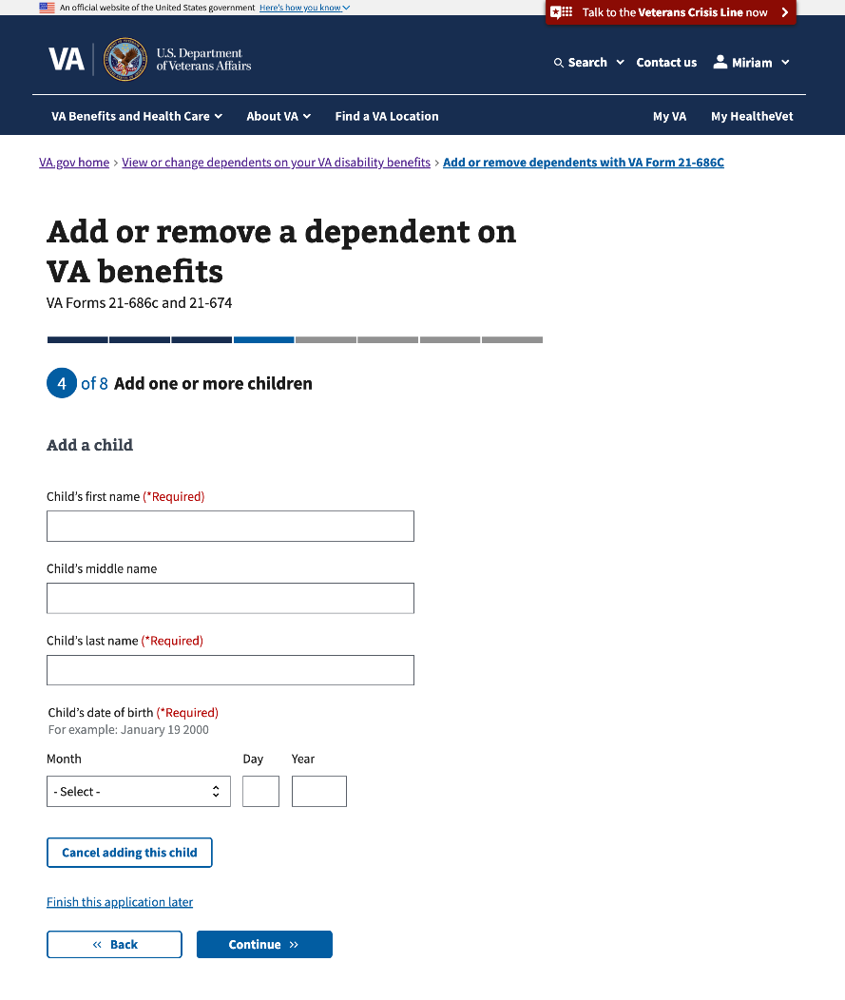 An official website of the United States government Here's how you know
Talk to the Veterans Crisis Line now
VA
U.S. Department
of Veterans Affairs
Search
Contact us
Miriam
VA Benefits and Health Care
About VA
Find a VA Location
My VA
My HealtheVet
VA.gov home › View or change dependents on your VA disability benefits › Add or remove dependents with VA Form 21-686C
Add or remove a dependent on
VA benefits
VA Forms 21-686c and 21-674
4 of 8 Add one or more children
Add a child
Child’s first name (*Required)
Child’s middle name
Child’s last name (*Required)
Child’s date of birth (*Required)
For example: January 19 2000
Month Day Year
- Select -
Cancel adding this child
Finish this application later
« Back
Continue »